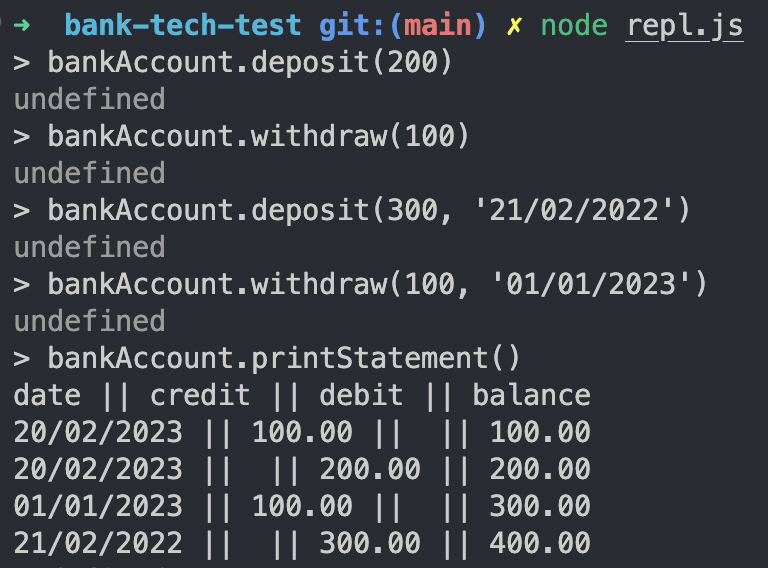 ➜ bank-tech-test git:(main) ✗ node repl.js
> bankAccount.deposit(200)
undefined
> bankAccount.withdraw(100)
undefined
> bankAccount.deposit(300, '21/02/2022')
undefined
> bankAccount.withdraw(100, '01/01/2023')
undefined
> bankAccount.printStatement()
date || credit || debit || balance
20/02/2023 || 100.00 ||  || 100.00
20/02/2023 ||  || 200.00 || 200.00
01/01/2023 || 100.00 ||  || 300.00
21/02/2022 ||  || 300.00 || 400.00